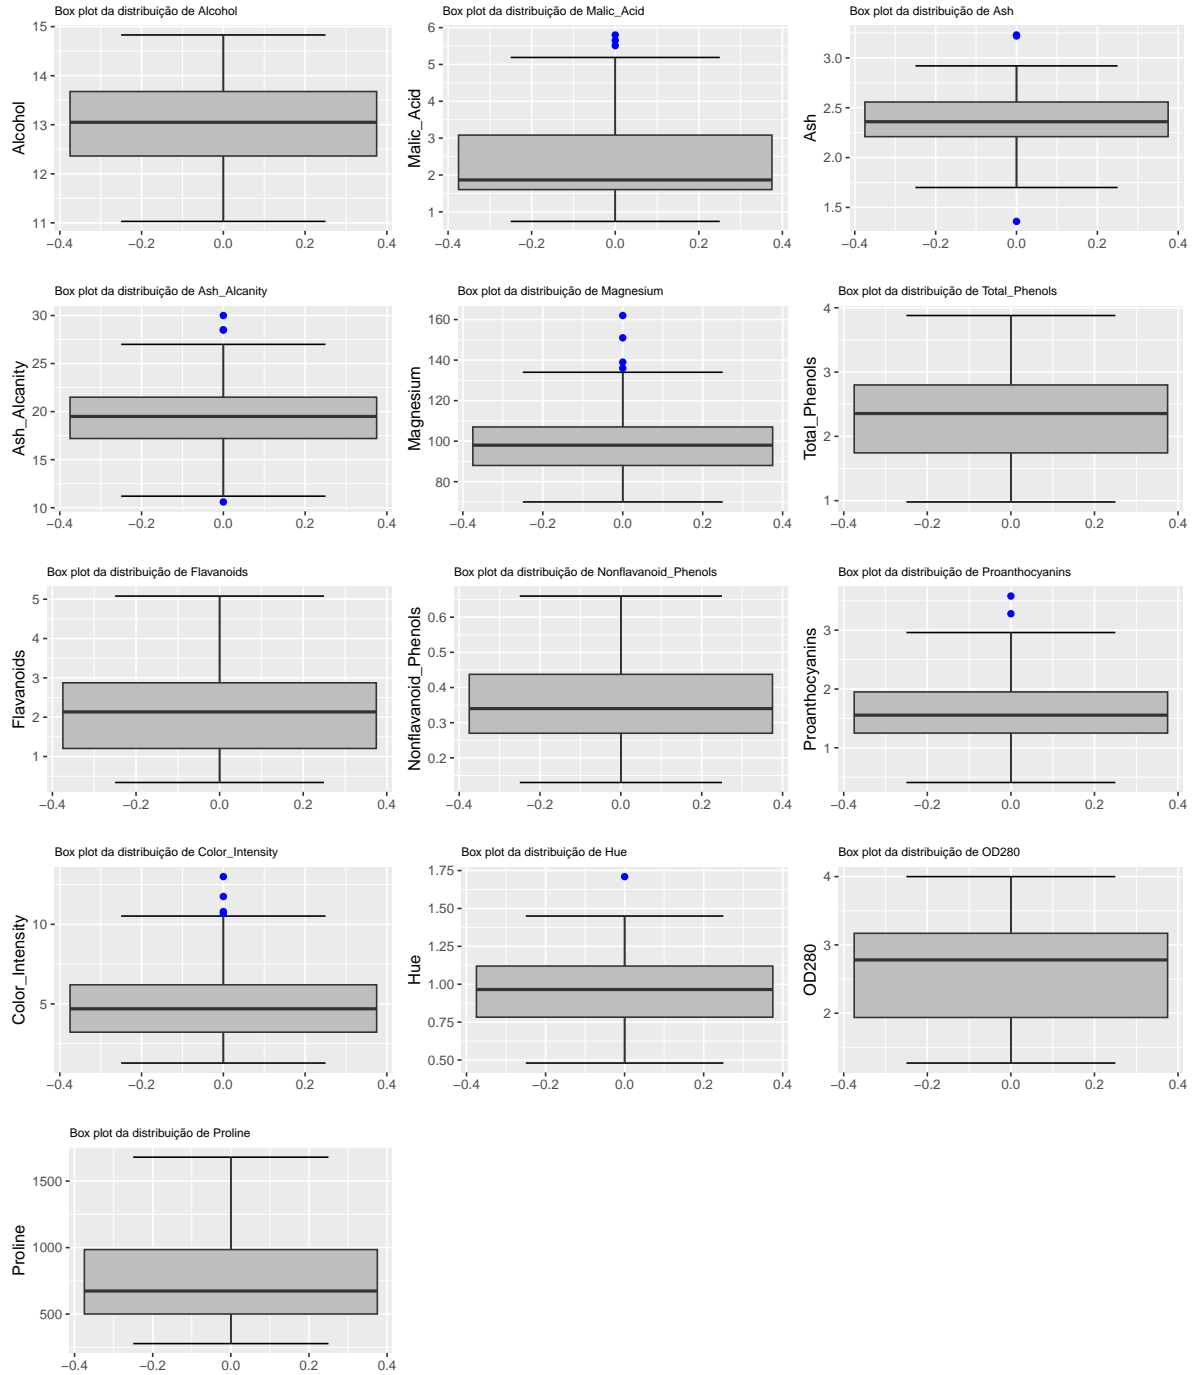 Box plot da distribuição de Alcohol
Alcohol
15
14
13
12
11
−0.4 −0.2 0.0 0.2 0.4
Box plot da distribuição de Malic_Acid
Malic_Acid
6
5
4
3
2
1
−0.4 −0.2 0.0 0.2 0.4
Box plot da distribuição de Ash
Ash
3.0
2.5
2.0
1.5
−0.4 −0.2 0.0 0.2 0.4
Box plot da distribuição de Ash_Alcanity
Ash_Alcanity
30
25
20
15
10
−0.4 −0.2 0.0 0.2 0.4
Box plot da distribuição de Magnesium
Magnesium
160
140
120
100
80
−0.4 −0.2 0.0 0.2 0.4
Box plot da distribuição de Total_Phenols
Total_Phenols
4
3
2
1
−0.4 −0.2 0.0 0.2 0.4
Box plot da distribuição de Flavanoids
Flavanoids
5
4
3
2
1
−0.4 −0.2 0.0 0.2 0.4
Box plot da distribuição de Nonflavanoid_Phenols
Nonflavanoid_Phenols
0.6
0.5
0.4
0.3
0.2
−0.4 −0.2 0.0 0.2 0.4
Box plot da distribuição de Proanthocyanins
Proanthocyanins
3
2
1
−0.4 −0.2 0.0 0.2 0.4
Box plot da distribuição de Color_Intensity
Color_Intensity
10
5
−0.4 −0.2 0.0 0.2 0.4
Box plot da distribuição de Hue
Hue
1.75
1.50
1.25
1.00
0.75
0.50
−0.4 −0.2 0.0 0.2 0.4
Box plot da distribuição de OD280
OD280
4
3
2
−0.4 −0.2 0.0 0.2 0.4
Box plot da distribuição de Proline
Proline
1500
1000
500
−0.4 −0.2 0.0 0.2 0.4